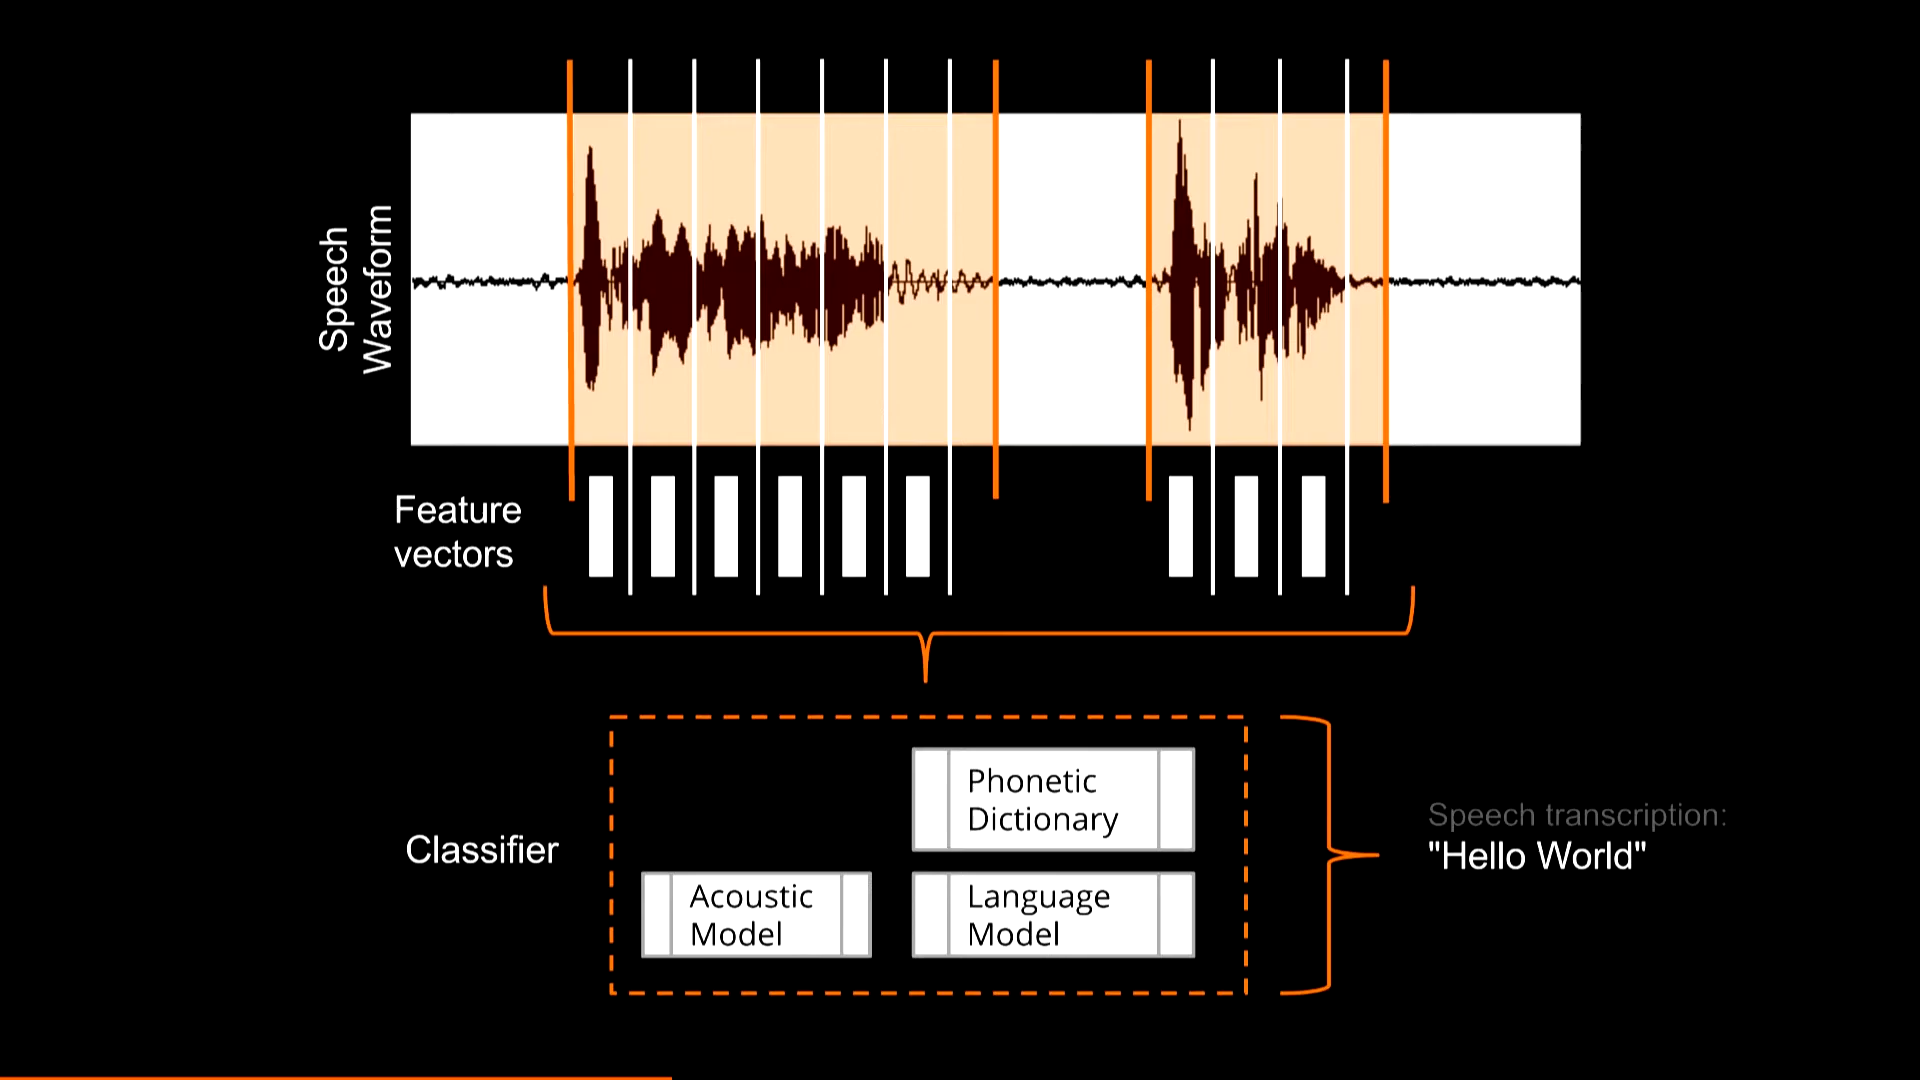 Speech
Waveform
Feature
vectors
Classifier
Phonetic
Dictionary
Acoustic
Model
Language
Model
Speech transcription:
"Hello World"